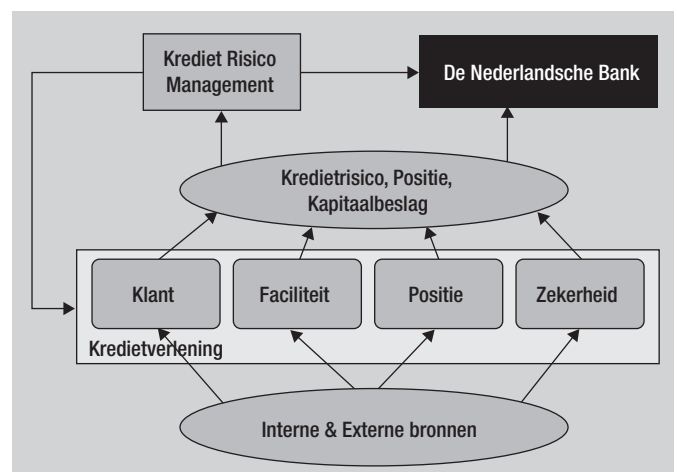 Krediet Risico
Management
De Nederlandsche Bank
Kredietrisico, Positie,
Kapitaalbeslag
Klant
Faciliteit
Positie
Zekerheid
Kredietverlening
Interne & Externe bronnen